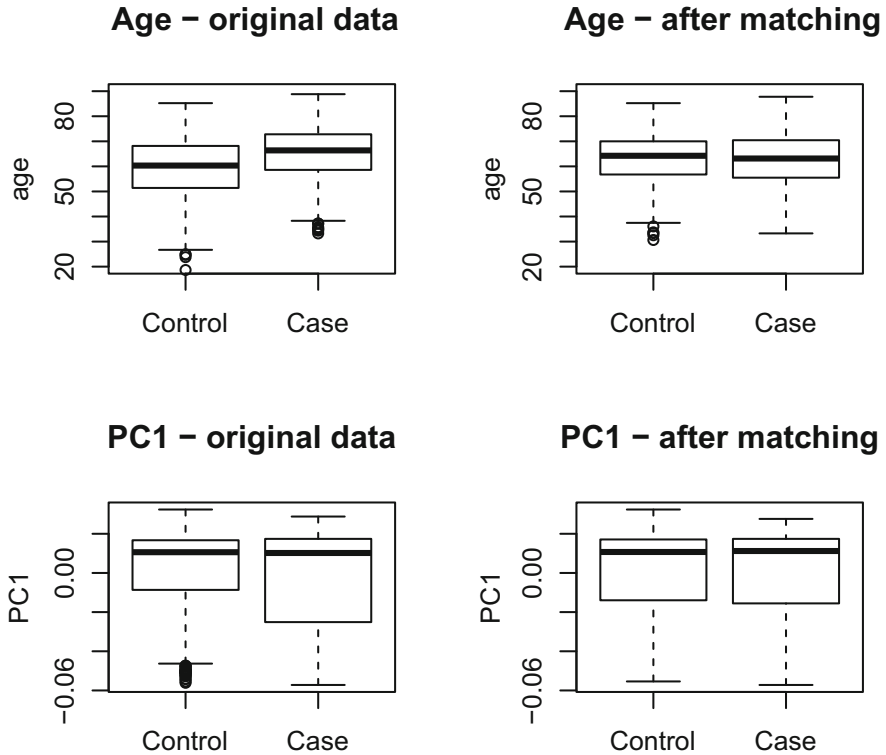 Age − original data
age
80
50
20
Control
Case
Age − after matching
age
80
50
20
Control
Case
PC1 − original data
PC1
0.00
−0.06
Control
Case
PC1 − after matching
PC1
0.00
−0.06
Control
Case